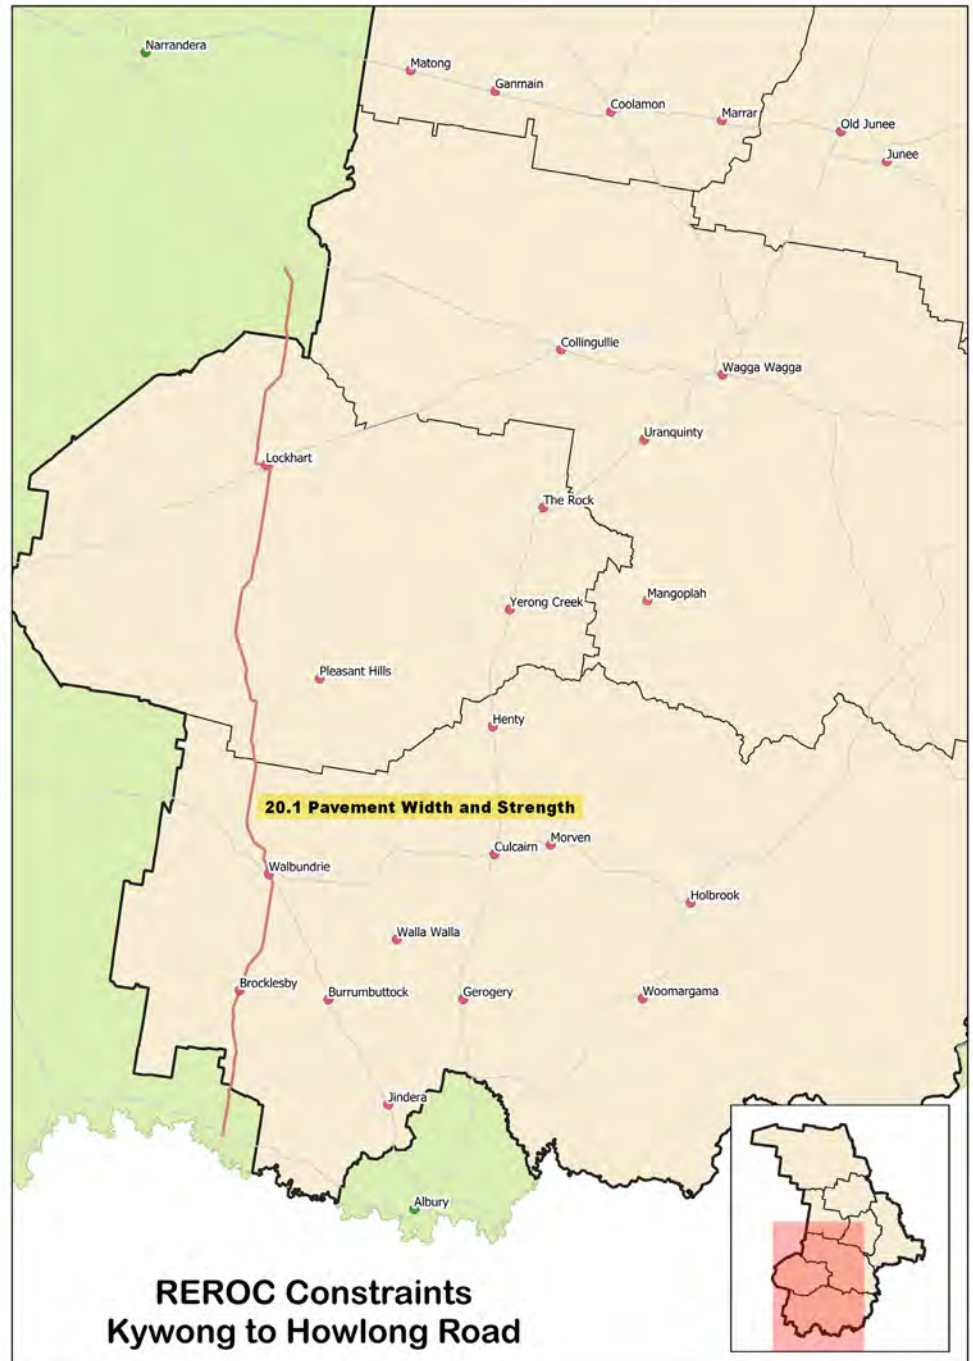 Narrandera
Matong
Ganmain
Coolamon
Marrar
Old Junee
Junee
Collingullie
Wagga Wagga
Uranquinty
Lockhart
The Rock
Yerong Creek
Mangoplah
Pleasant Hills
Henty
20.1 Pavement Width and Strength
Morven
Culcairn
Walbundrie
Holbrook
Walla Walla
Brocklesby
Burrumbuttock
Gerogery
Woomargama
Jindera
Albury
REROC Constraints
Kywong to Howlong Road